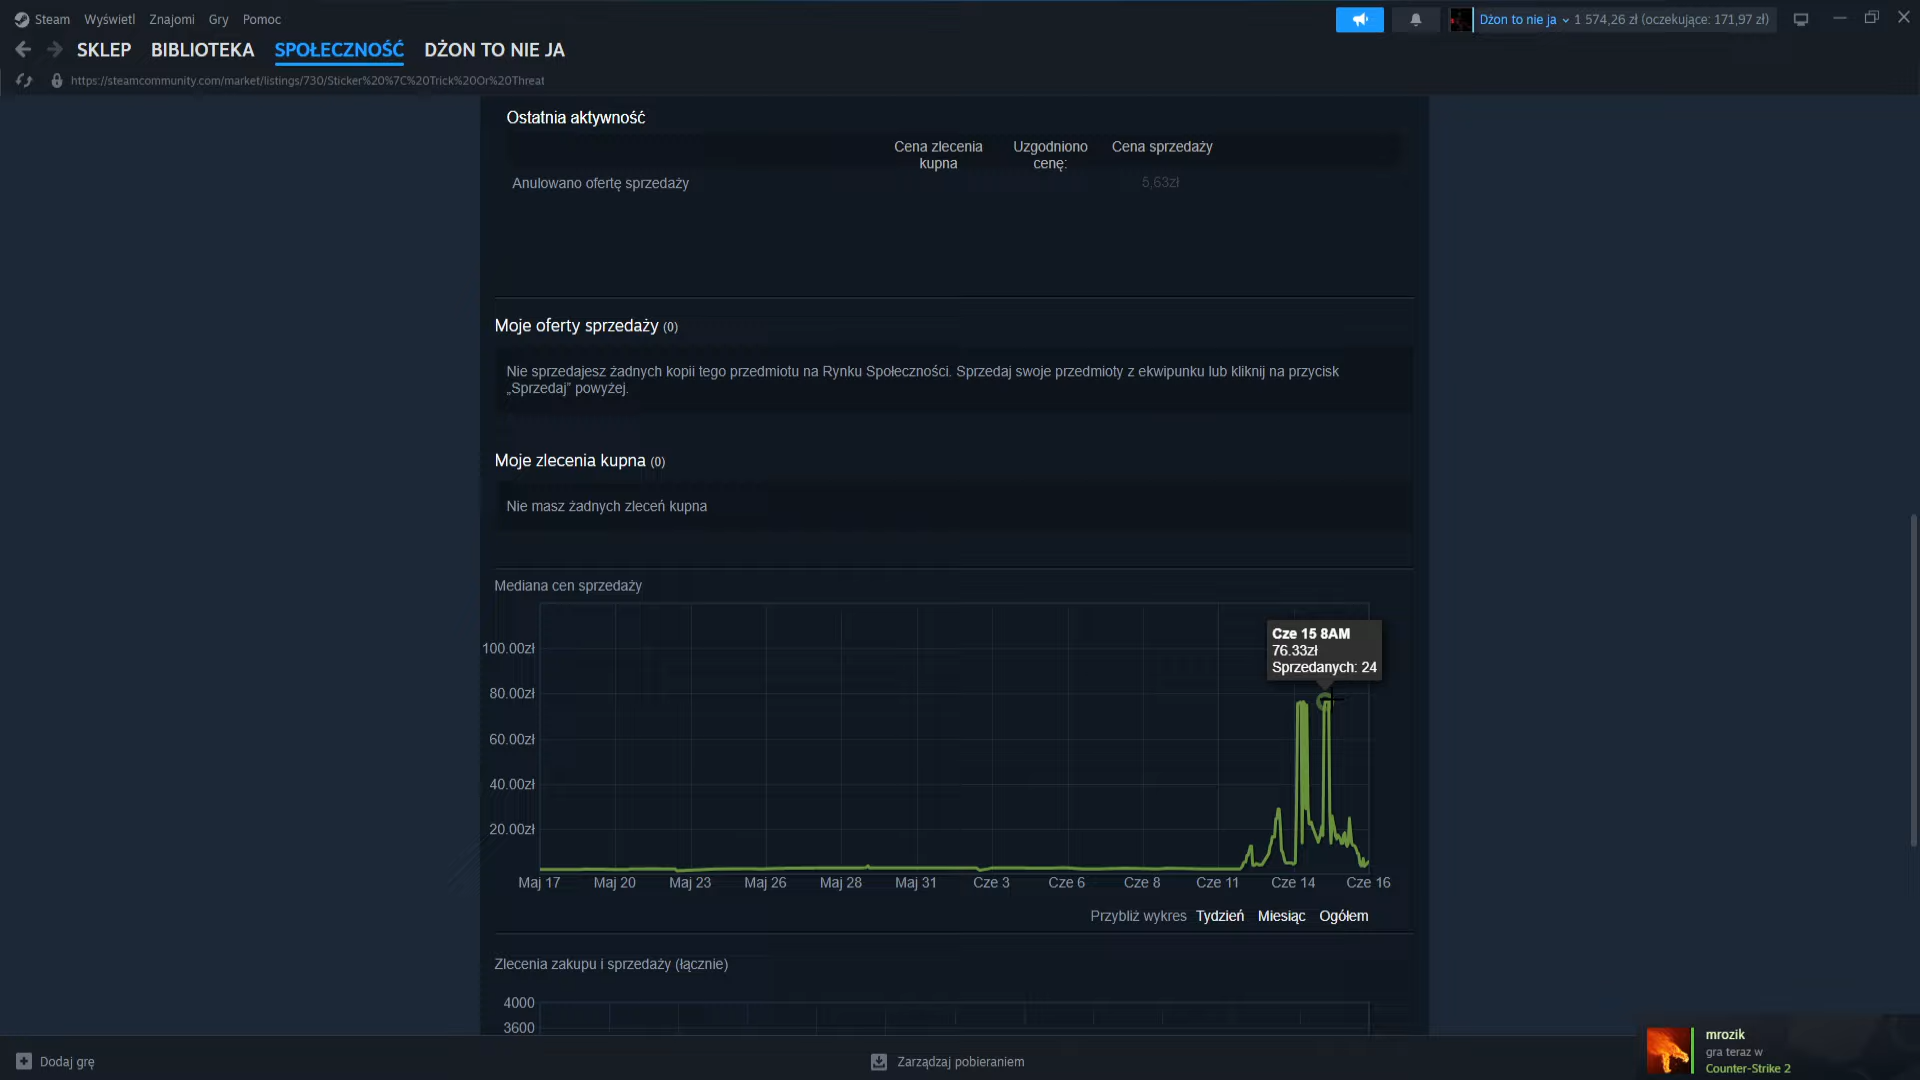 Steam Wyświetl Znajomi Gry Pomoc
Dżon to nie ja 1 574,26 zł (oczekujące: 171,97 zł)
SKLEP BIBLIOTEKA SPOŁECZNOŚĆ DŻON TO NIE JA
https://steamcommunity.com/market/listings/730/Sticker%20%7C%20Trick%20Or%20Threat
Ostatnia aktywność
Cena zlecenia kupna
Uzgodniono cenę:
Cena sprzedaży
Anulowano ofertę sprzedaży 5,63zł
Moje oferty sprzedaży (0)
Nie sprzedajesz żadnych kopii tego przedmiotu na Rynku Społeczności. Sprzedaj swoje przedmioty z ekwipunku lub kliknij na przycisk
„Sprzedaj” powyżej.
Moje zlecenia kupna (0)
Nie masz żadnych zleceń kupna
Mediana cen sprzedaży
Cze 15 8AM
76.33zł
Sprzedanych: 24
100.00zł
80.00zł
60.00zł
40.00zł
20.00zł
Maj 17 Maj 20 Maj 23 Maj 26 Maj 28 Maj 31 Cze 3 Cze 6 Cze 8 Cze 11 Cze 14 Cze 16
Przybliż wykres Tydzień Miesiąc Ogółem
Zlecenia zakupu i sprzedaży (łącznie)
4000
3600
Dodaj grę
Zarządzaj pobieraniem
mrozik
gra teraz w
Counter-Strike 2